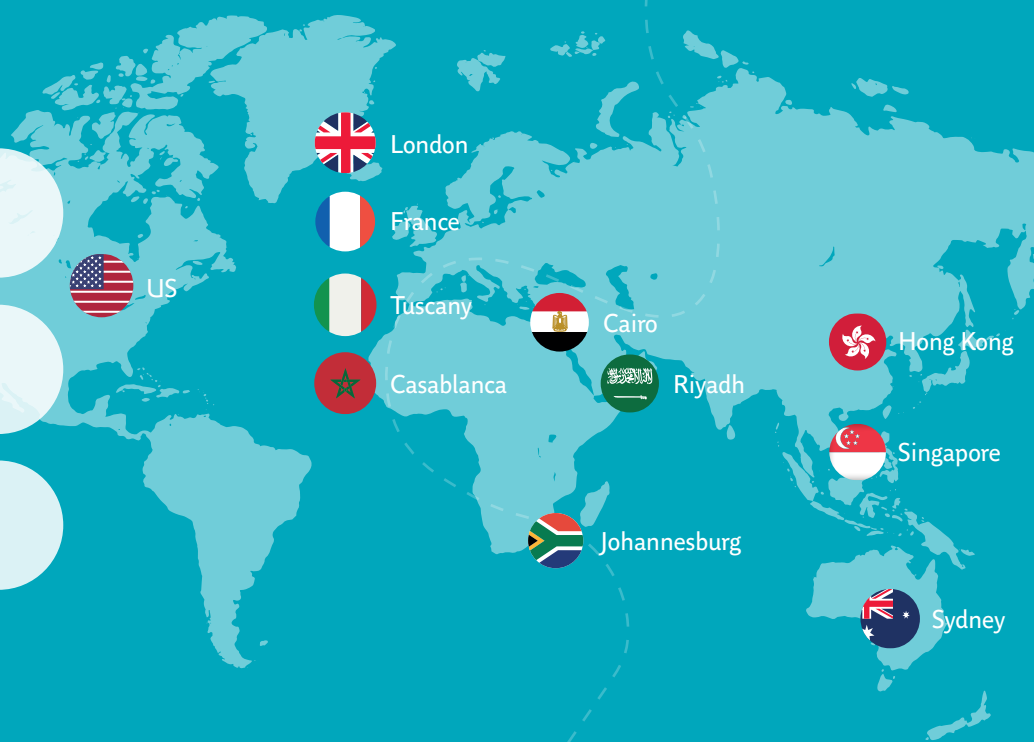 London
France
US
Tuscany
Cairo
Hong Kong
Casablanca
Riyadh
Singapore
Johannesburg
Sydney